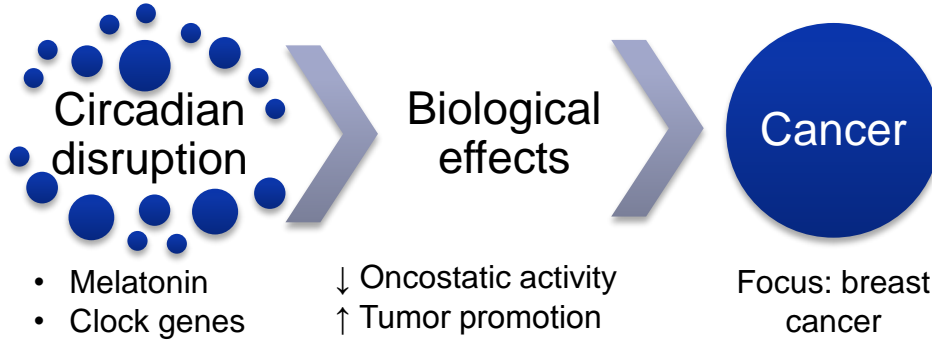 Circadian
disruption
Biological
effects
Cancer
• Melatonin
• Clock genes
↓ Oncostatic activity
↑ Tumor promotion
Focus: breast
cancer